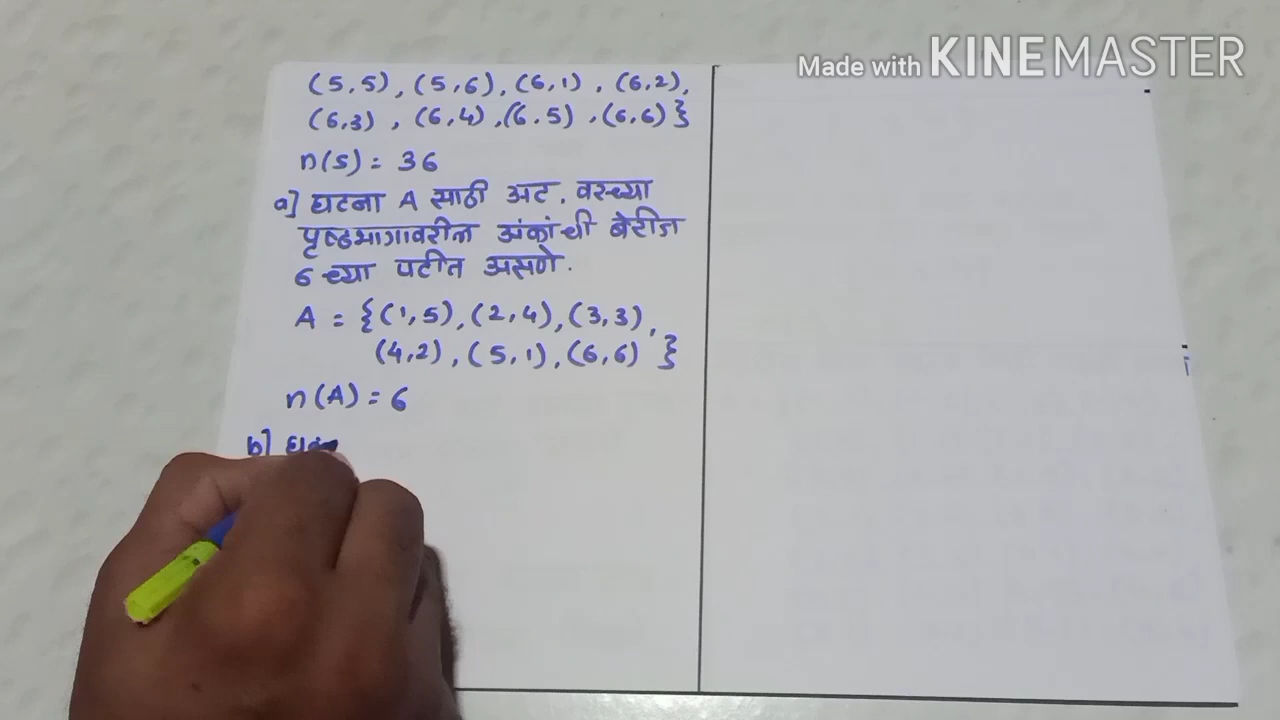 Made with KINEMASTER
(5,5), (5,6), (6,1), (6,2),
(6,3), (6,4), (6,5), (6,6)}
n(s) = 36
a] घटना A साठी अट. वरच्या
पृष्ठभागावरील अंकांची बेरीज
6 च्या पटीत असणे.
A = {(1,5), (2,4), (3,3),
(4,2), (5,1), (6,6)}
n(A) = 6
b]